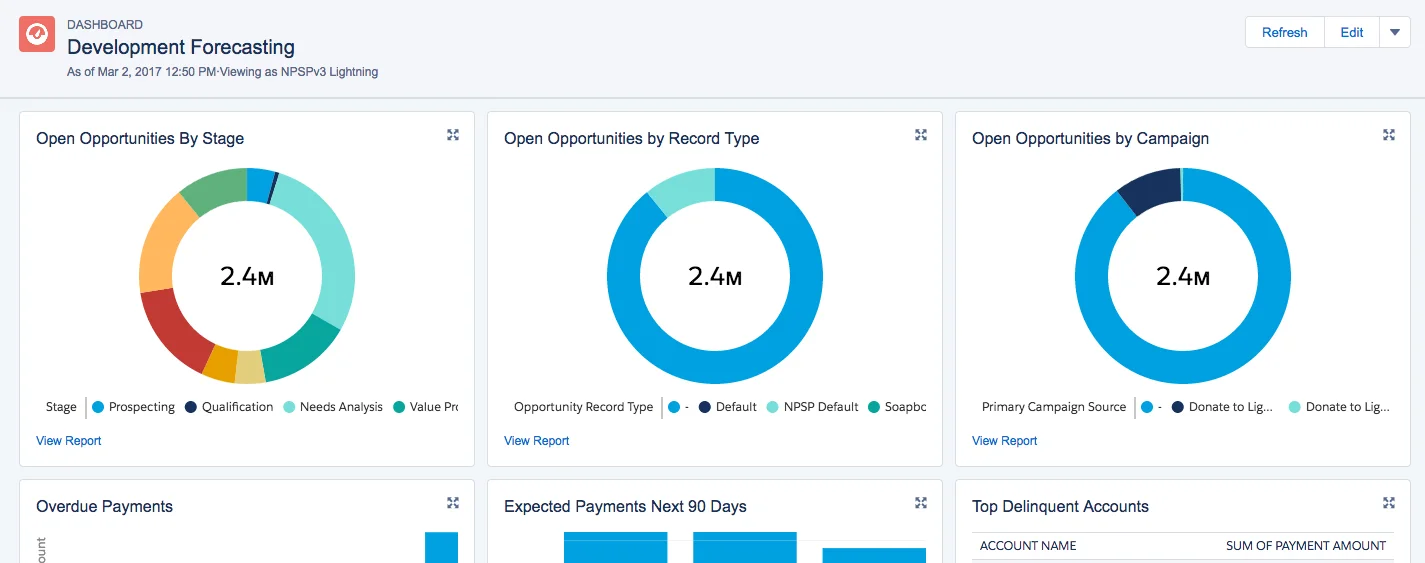 DASHBOARD
Development Forecasting
As of Mar 2, 2017 12:50 PM·Viewing as NPSPv3 Lightning
Refresh
Edit
Open Opportunities By Stage
2.4M
Stage Prospecting Qualification Needs Analysis Value Pr
View Report
Open Opportunities by Record Type
2.4M
Opportunity Record Type - Default NPSP Default Soapb
View Report
Open Opportunities by Campaign
2.4M
Primary Campaign Source - Donate to Lig... Donate to Lig...
View Report
Overdue Payments
ount
Expected Payments Next 90 Days
Top Delinquent Accounts
ACCOUNT NAME SUM OF PAYMENT AMOUNT